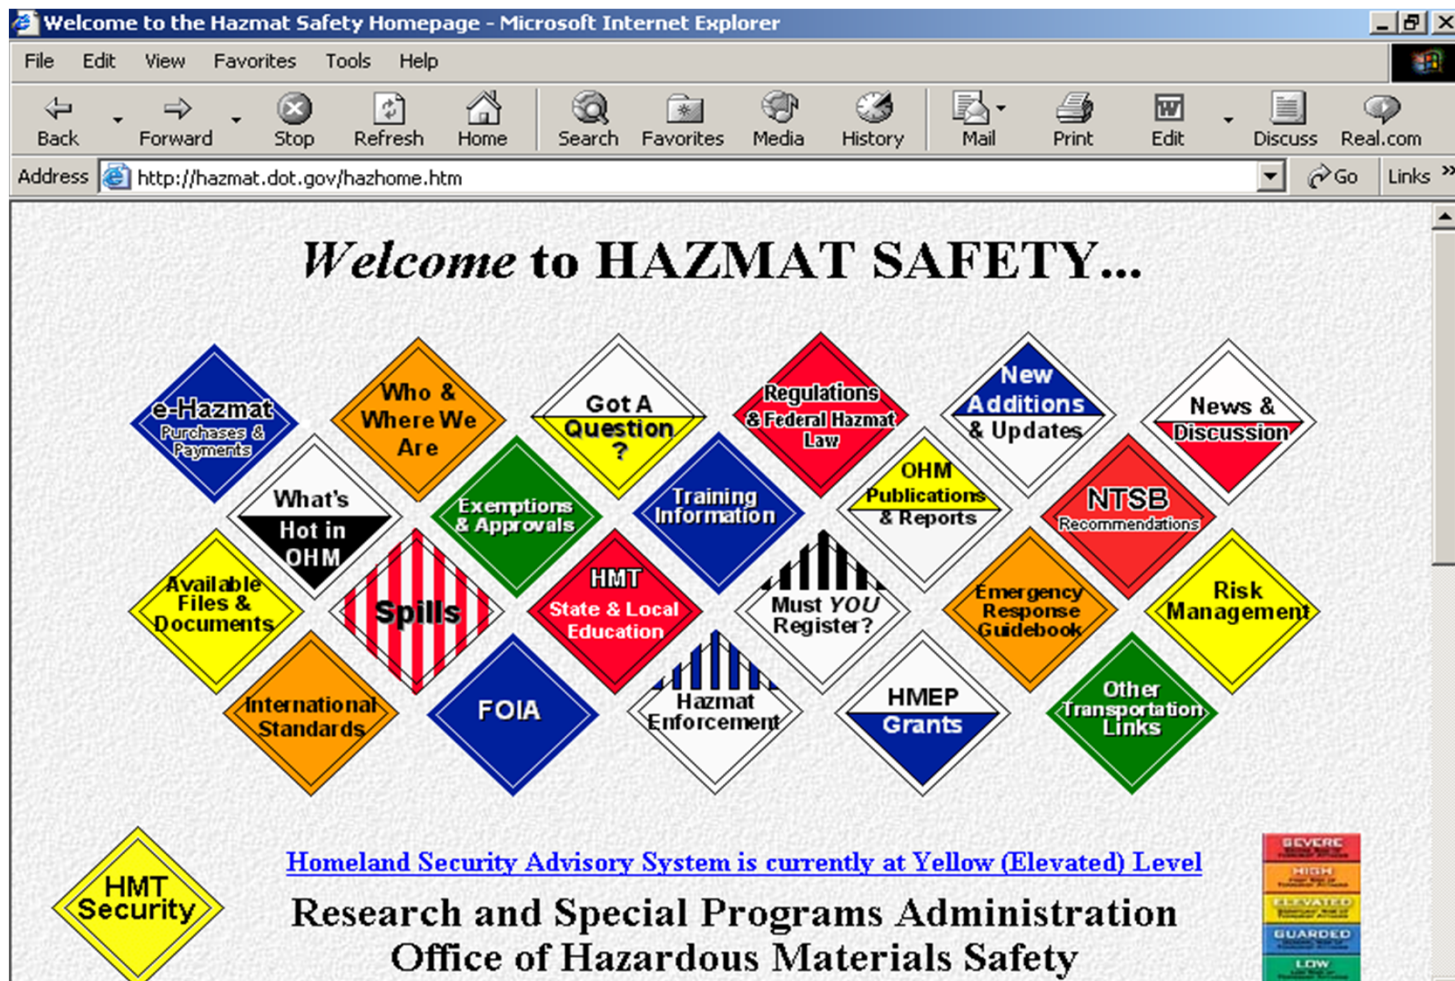 Welcome to the Hazmat Safety Homepage - Microsoft Internet Explorer
File Edit View Favorites Tools Help
Back Forward Stop Refresh Home Search Favorites Media History Mail Print Edit Discuss Real.com
Address http://hazmat.dot.gov/hazhome.htm Go Links »
Welcome to HAZMAT SAFETY...
e-Hazmat
Purchases &
Payments
Who &
Where We
Are
Got A
Question
?
Regulations
& Federal Hazmat
Law
New
Additions
& Updates
News &
Discussion
What's
Hot in
OHM
Exemptions
& Approvals
Training
Information
OHM
Publications
& Reports
NTSB
Recommendations
Available
Files &
Documents
Spills
HMT
State & Local
Education
Must YOU
Register?
Emergency
Response
Guidebook
Risk
Management
International
Standards
FOIA
Hazmat
Enforcement
HMEP
Grants
Other
Transportation
Links
HMT
Security
Homeland Security Advisory System is currently at Yellow (Elevated) Level
Research and Special Programs Administration
Office of Hazardous Materials Safety
SEVERE
HIGH
ELEVATED
GUARDED
LOW